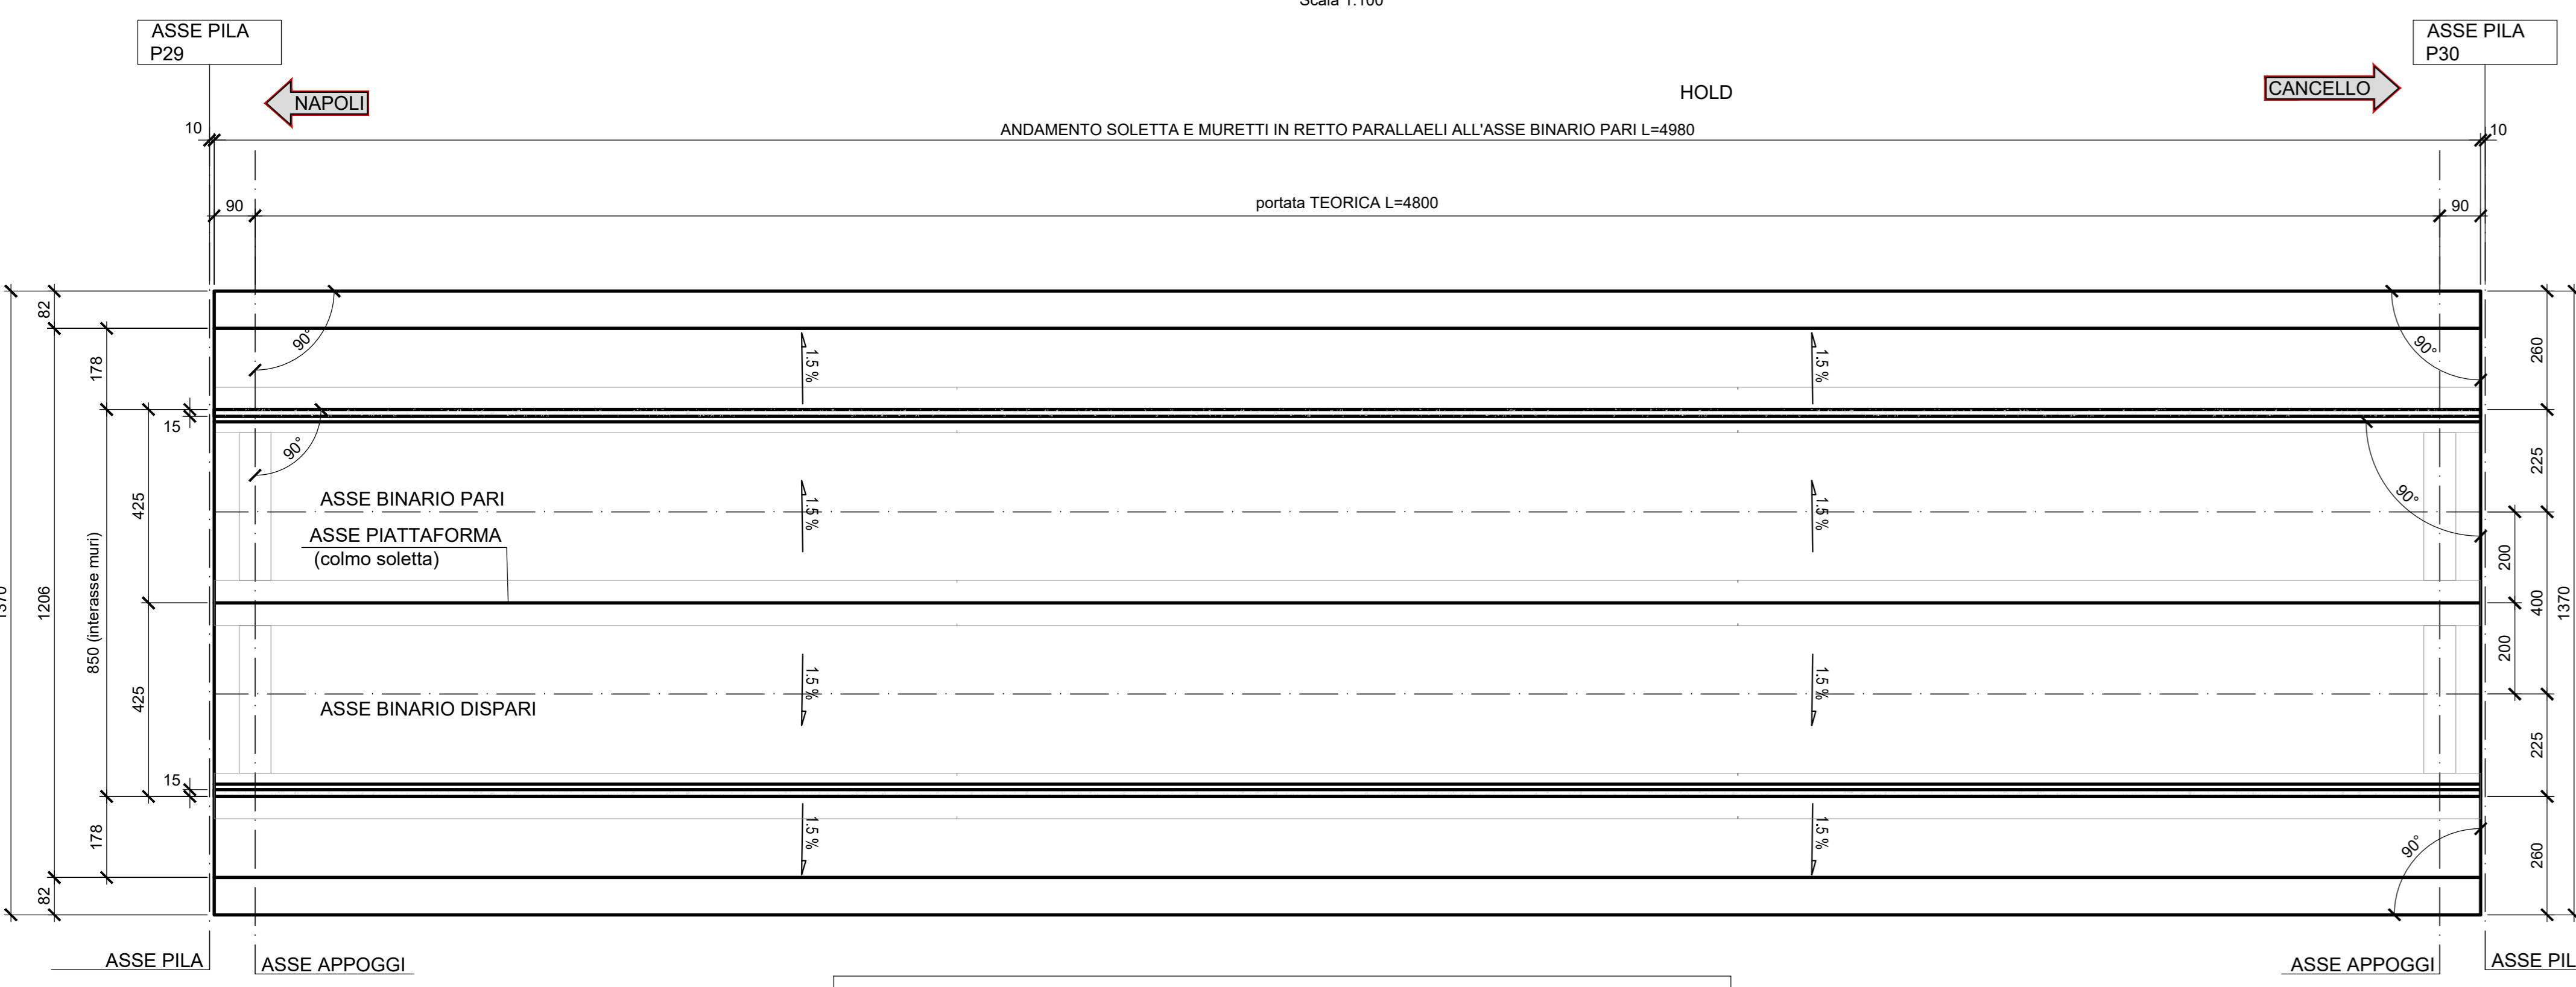 Scala 1:100
ASSE PILA
P29
ASSE PILA
P30
NAPOLI
HOLD
CANCELLO
10
ANDAMENTO SOLETTA E MURETTI IN RETTO PARALLAELI ALL'ASSE BINARIO PARI L=4980
10
90
portata TEORICA L=4800
90
82
178
15
425
850 (interasse muri)
1206
1370
425
15
178
82
90°
90°
90°
90°
90°
1.5 %
1.5 %
1.5 %
1.5 %
1.5 %
1.5 %
1.5 %
1.5 %
ASSE BINARIO PARI
ASSE PIATTAFORMA
(colmo soletta)
ASSE BINARIO DISPARI
260
225
200
400
1370
200
225
260
ASSE PILA
ASSE APPOGGI
ASSE APPOGGI
ASSE PIL